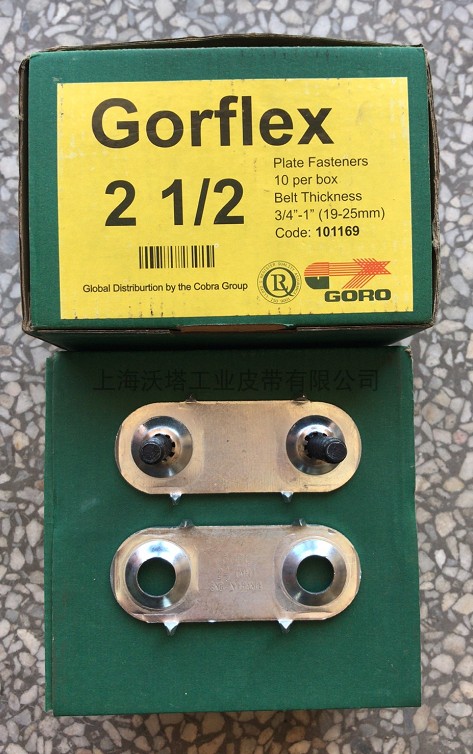 Gorflex
2 1/2
Plate Fasteners
10 per box
Belt Thickness
3/4"-1" (19-25mm)
Code: 101169
Global Distriburtion by the Cobra Group
R
GORO
上海沃塔工业皮带有限公司